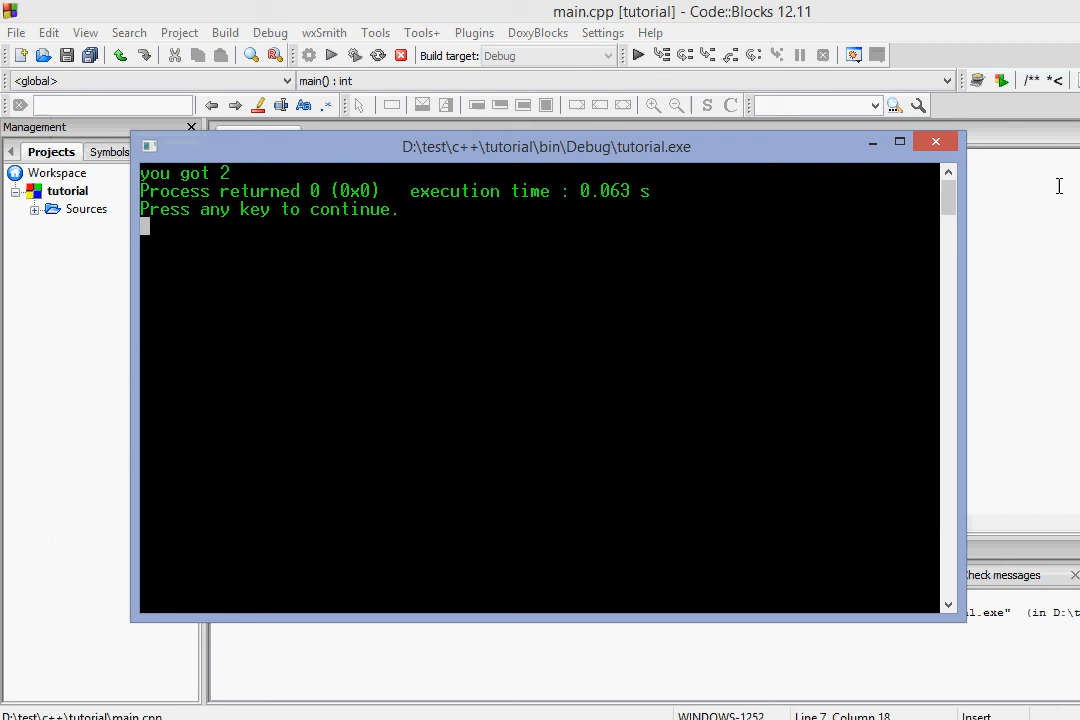 main.cpp [tutorial] - Code::Blocks 12.11
File Edit View Search Project Build Debug wxSmith Tools Tools+ Plugins DoxyBlocks Settings Help
Build target: Debug
<global> main() : int /** *<
Management
Projects Symbols
Workspace
tutorial
Sources
D:\test\c++\tutorial\bin\Debug\tutorial.exe
you got 2
Process returned 0 (0x0) execution time : 0.063 s
Press any key to continue.
heck messages
l.exe" (in D:\t
D:\test\c++\tutorial\main.cpp WINDOWS-1252 Line 7, Column 18 Insert